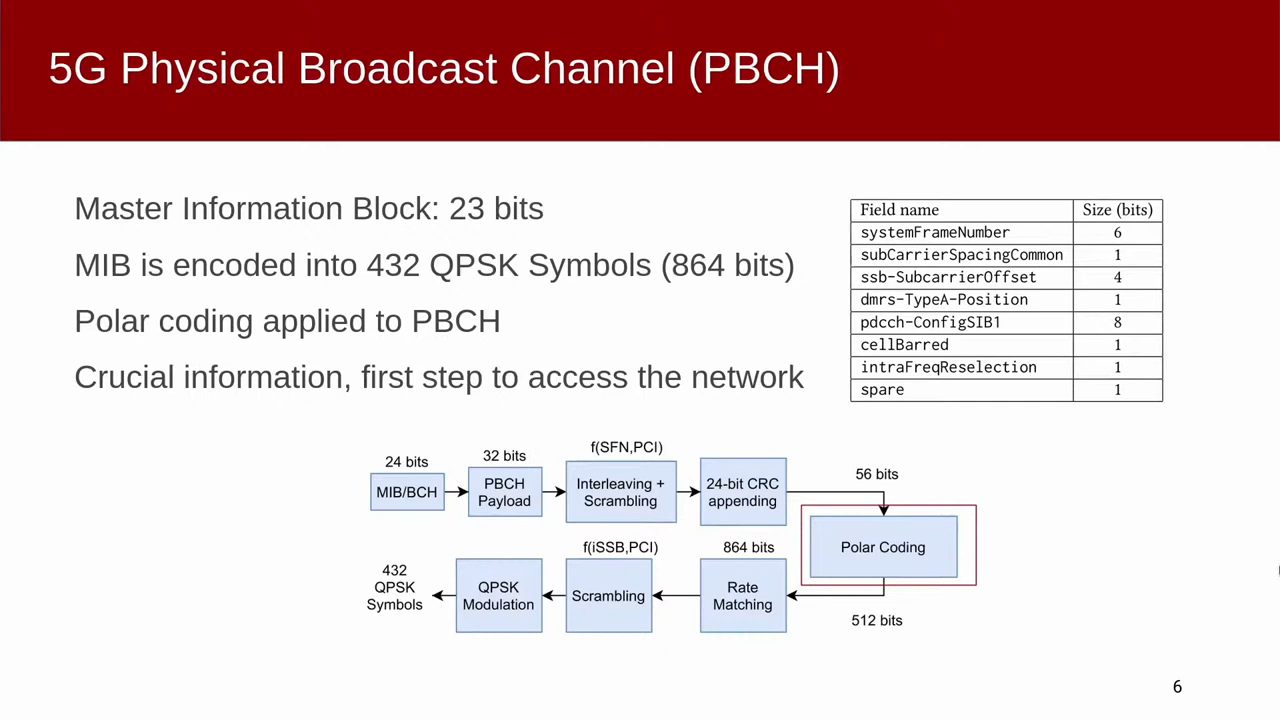 5G Physical Broadcast Channel (PBCH)
Master Information Block: 23 bits
MIB is encoded into 432 QPSK Symbols (864 bits)
Polar coding applied to PBCH
Crucial information, first step to access the network
Field name Size (bits)
systemFrameNumber 6
subCarrierSpacingCommon 1
ssb-SubcarrierOffset 4
dmrs-TypeA-Position 1
pdcch-ConfigSIB1 8
cellBarred 1
intraFreqReselection 1
spare 1
24 bits
MIB/BCH
32 bits
PBCH
Payload
f(SFN,PCI)
Interleaving +
Scrambling
24-bit CRC
appending
56 bits
Polar Coding
512 bits
864 bits
Rate
Matching
f(iSSB,PCI)
Scrambling
QPSK
Modulation
432
QPSK
Symbols
6